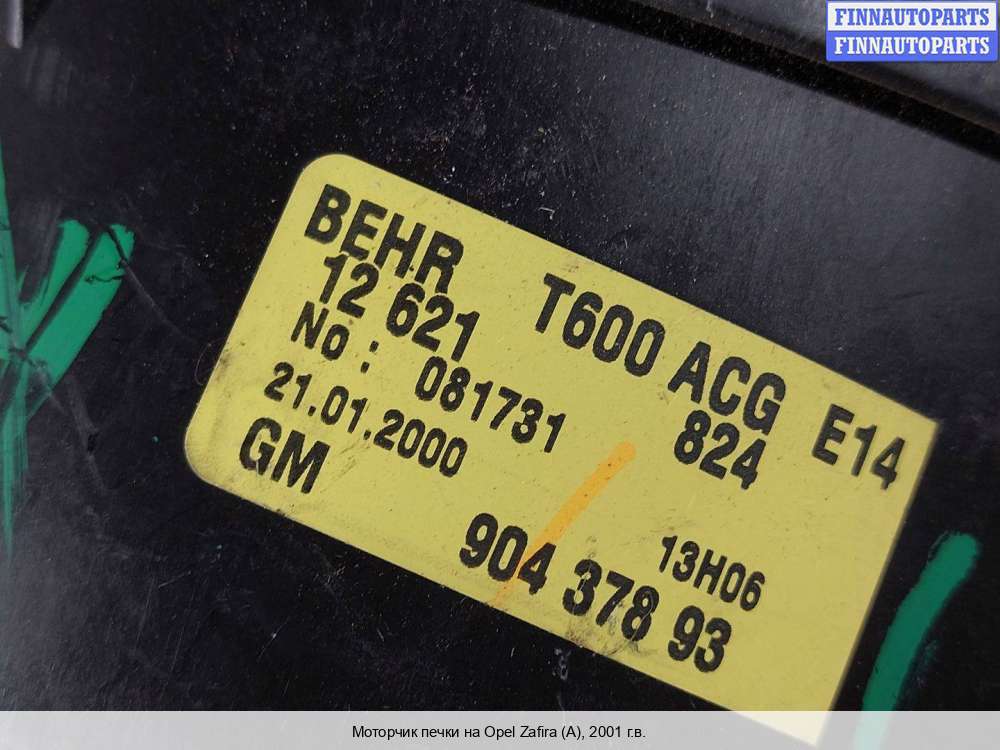 FINNAUTOPARTS
FINNAUTOPARTS
BEHR T600 ACG E14
12 621 824
No : 081731
21.01.2000 13H06
GM 904 378 93
Моторчик печки на Opel Zafira (A), 2001 г.в.